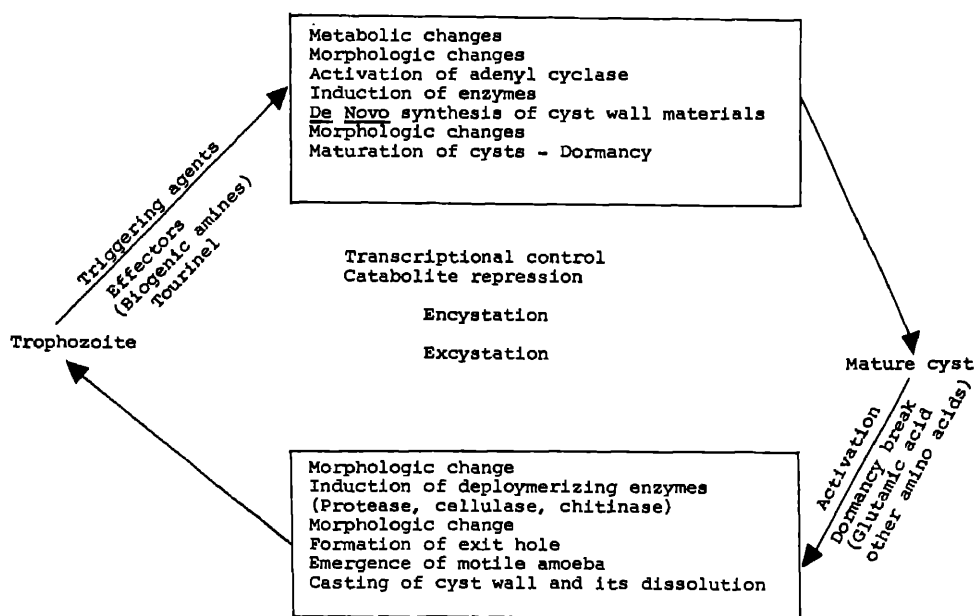 Metabolic changes
Morphologic changes
Activation of adenyl cyclase
Induction of enzymes
De Novo synthesis of cyst wall materials
Morphologic changes
Maturation of cysts - Dormancy
Triggering agents
Effectors
(Biogenic amines)
Tourinel
Transcriptional control
Catabolite repression
Encystation
Trophozoite
Excystation
Mature cyst
Activation
Dormancy break
(Glutamic acid
other amino acids)
Morphologic change
Induction of deploymerizing enzymes
(Protease, cellulase, chitinase)
Morphologic change
Formation of exit hole
Emergence of motile amoeba
Casting of cyst wall and its dissolution